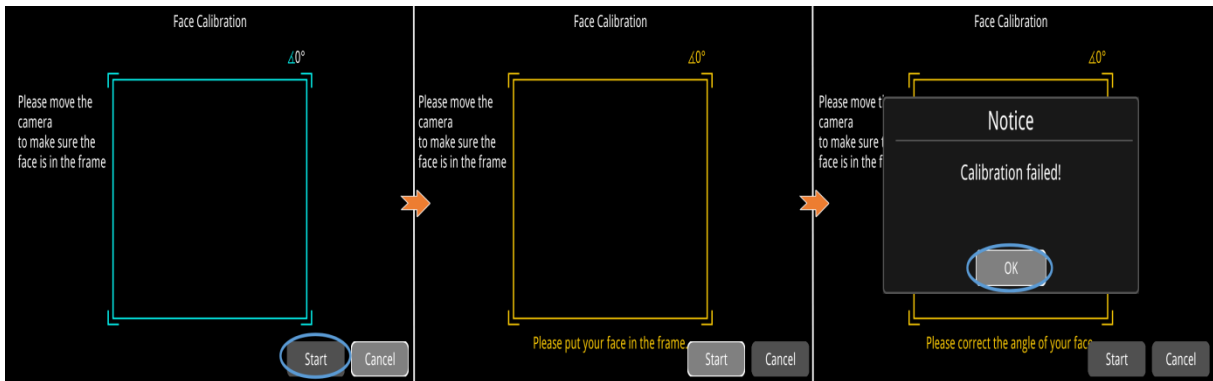 Face Calibration
∡0°
Please move the
camera
to make sure the
face is in the frame
Start
Cancel
Face Calibration
∡0°
Please move the
camera
to make sure the
face is in the frame
Please put your face in the frame.
Start
Cancel
Face Calibration
∡0°
Please move t
camera
to make sure t
face is in the f
Notice
Calibration failed!
OK
Please correct the angle of your face
Start
Cancel